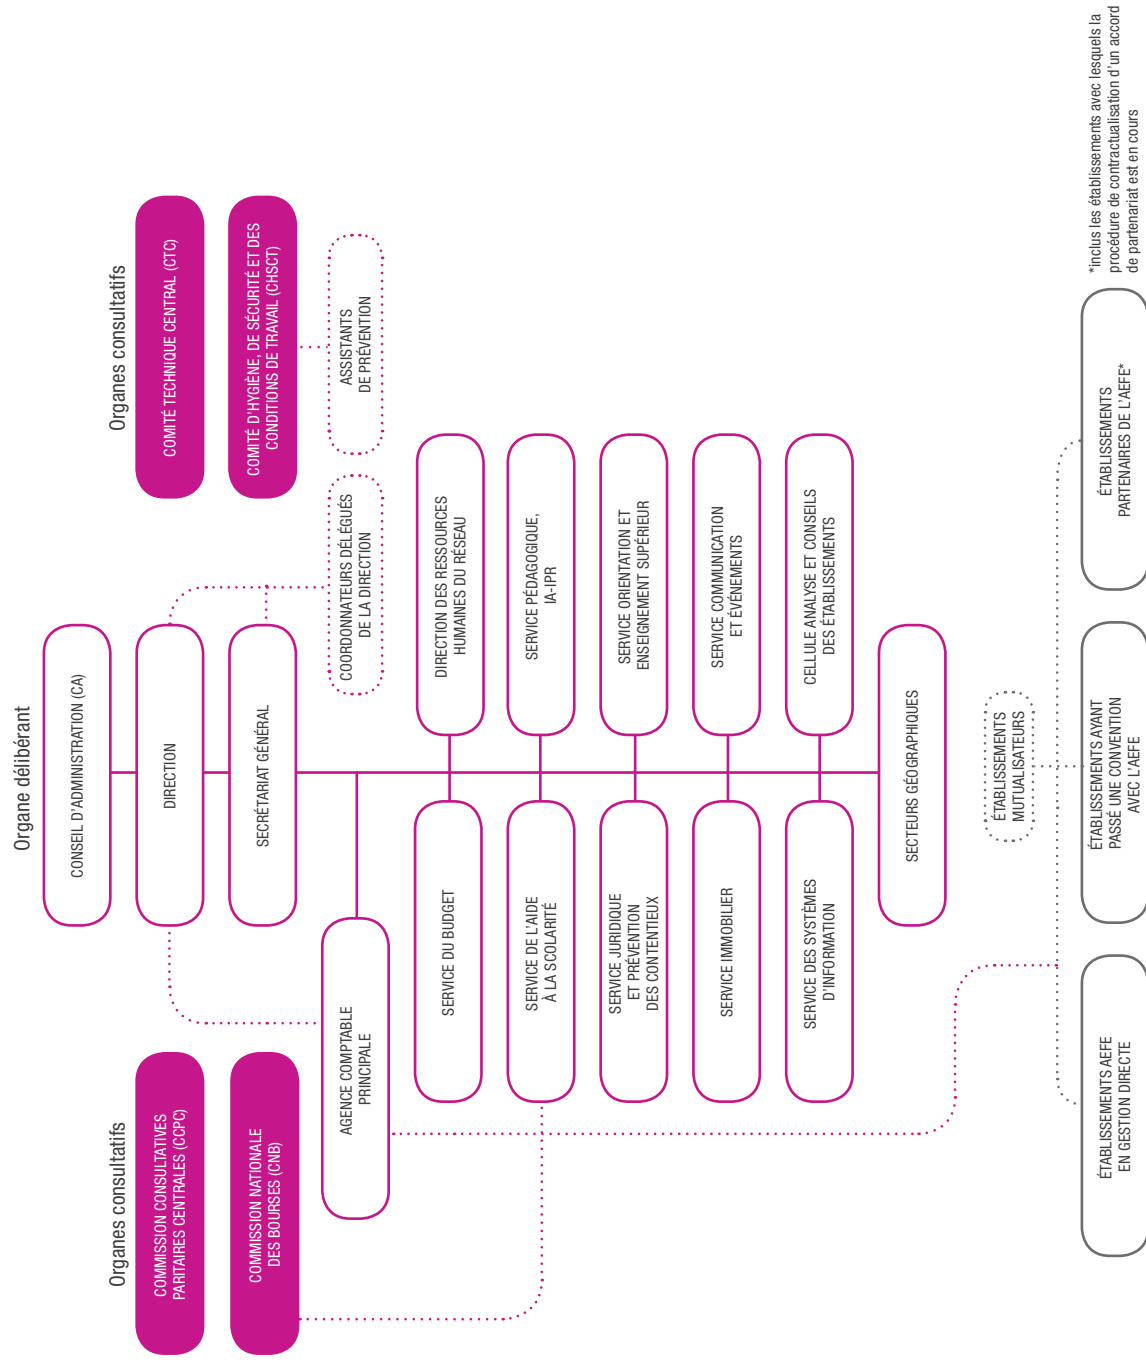 Organe délibérant
CONSEIL D'ADMINISTRATION (CA)
DIRECTION
SECRÉTARIAT GÉNÉRAL
Organes consultatifs
COMMISSION CONSULTATIVES
PARITAIRES CENTRALES (CCPC)
COMMISSION NATIONALE
DES BOURSES (CNB)
Organes consultatifs
COMITÉ TECHNIQUE CENTRAL (CTC)
COMITÉ D'HYGIÈNE, DE SÉCURITÉ ET DES
CONDITIONS DE TRAVAIL (CHSCT)
ASSISTANTS
DE PRÉVENTION
COORDONNATEURS DÉLÉGUÉS
DE LA DIRECTION
AGENCE COMPTABLE
PRINCIPALE
SERVICE DU BUDGET
DIRECTION DES RESSOURCES
HUMAINES DU RÉSEAU
SERVICE DE L'AIDE
À LA SCOLARITÉ
SERVICE PÉDAGOGIQUE,
IA-IPR
SERVICE JURIDIQUE
ET PRÉVENTION
DES CONTENTIEUX
SERVICE ORIENTATION ET
ENSEIGNEMENT SUPÉRIEUR
SERVICE IMMOBILIER
SERVICE COMMUNICATION
ET ÉVÉNEMENTS
SERVICE DES SYSTÈMES
D'INFORMATION
CELLULE ANALYSE ET CONSEILS
DES ÉTABLISSEMENTS
SECTEURS GÉOGRAPHIQUES
ÉTABLISSEMENTS
MUTUALISATEURS
ÉTABLISSEMENTS AEFE
EN GESTION DIRECTE
ÉTABLISSEMENTS AYANT
PASSÉ UNE CONVENTION
AVEC L'AEFE
ÉTABLISSEMENTS
PARTENAIRES DE L'AEFE*
*inclus les établissements avec lesquels la
procédure de contractualisation d'un accord
de partenariat est en cours